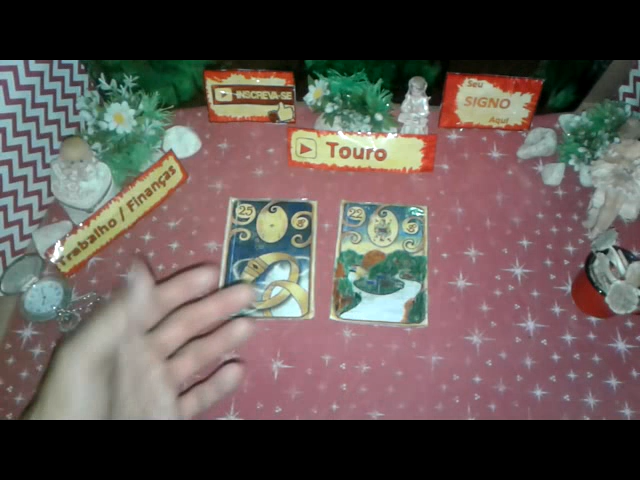 INSCREVA-SE
Seu
SIGNO
Aqui
Touro
Trabalho / Finanças
25
22